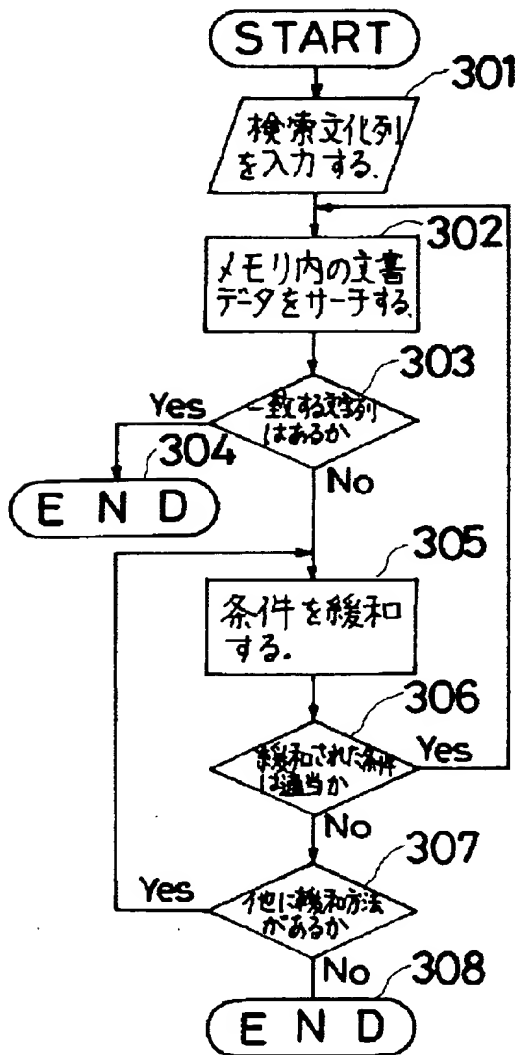 START
301
検索文化列
を入力する.
302
メモリ内の文書
データをサーチする.
303
一致する文字列
はあるか
Yes
304
END
No
305
条件を緩和
する.
306
緩和された条件
は適当か
Yes
No
307
他に緩和方法
があるか
Yes
No
308
END